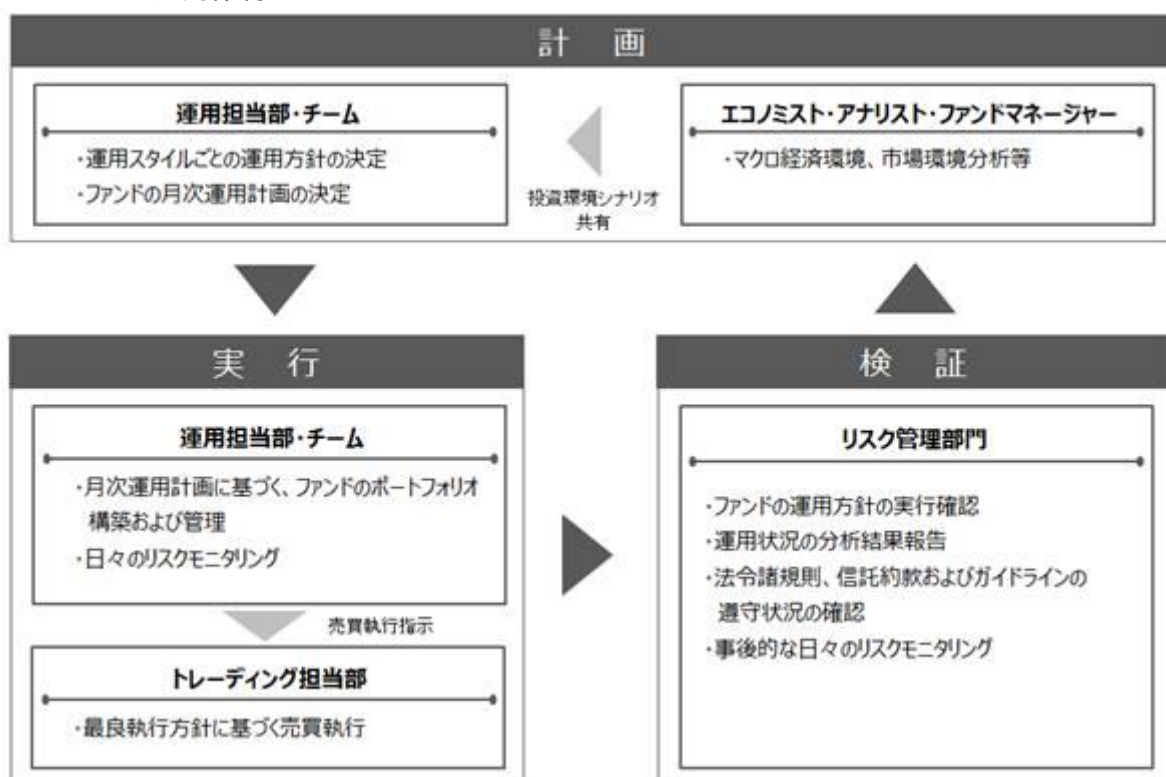 計 画
運用担当部・チーム
・運用スタイルごとの運用方針の決定
・ファンドの月次運用計画の決定
投資環境シナリオ
共有
エコノミスト・アナリスト・ファンドマネージャー
・マクロ経済環境、市場環境分析等
実 行
運用担当部・チーム
・月次運用計画に基づく、ファンドのポートフォリオ
構築および管理
・日々のリスクモニタリング
売買執行指示
トレーディング担当部
・最良執行方針に基づく売買執行
検 証
リスク管理部門
・ファンドの運用方針の実行確認
・運用状況の分析結果報告
・法令諸規則、信託約款およびガイドラインの
遵守状況の確認
・事後的な日々のリスクモニタリング